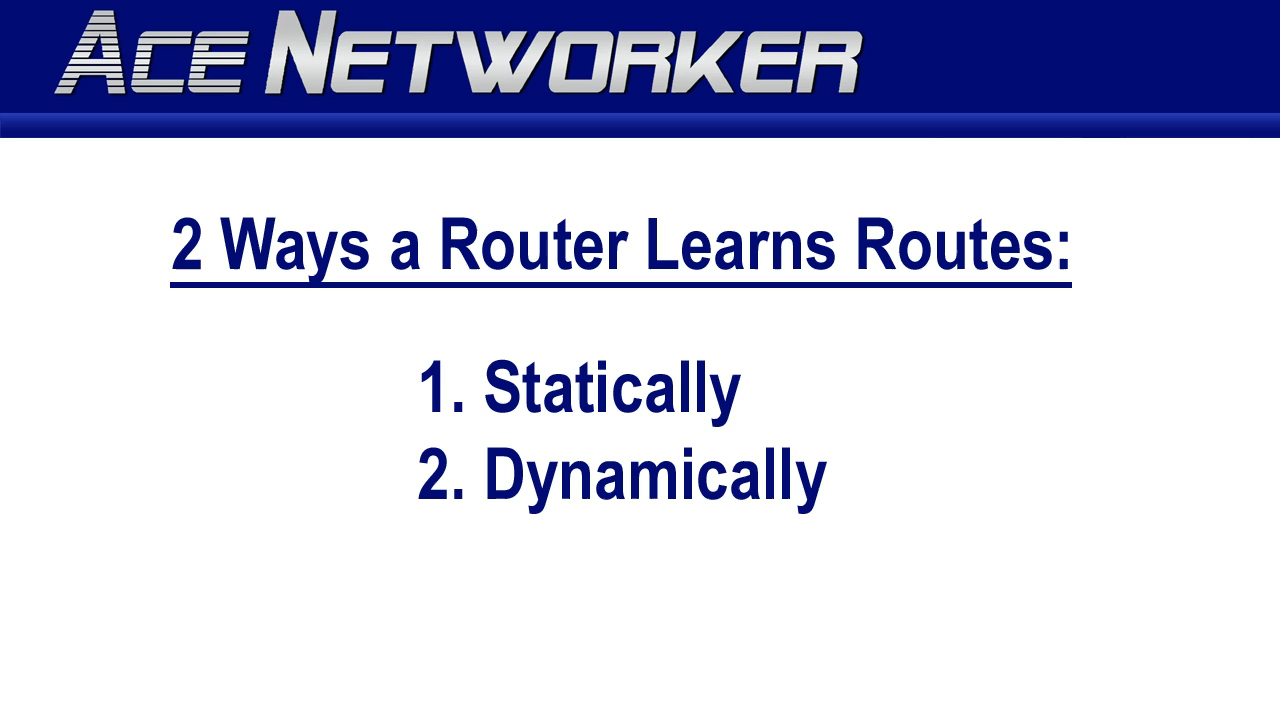 ACE NETWORKER
2 Ways a Router Learns Routes:
1. Statically
2. Dynamically